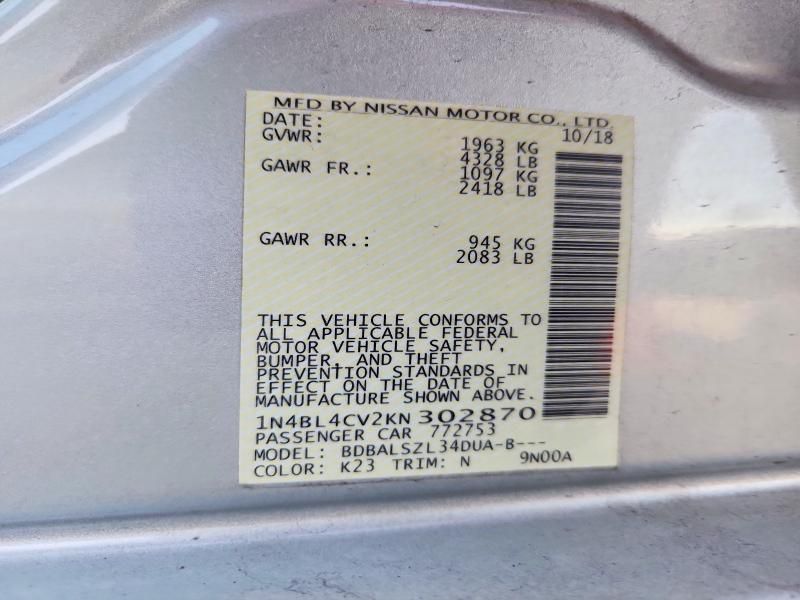 MFD BY NISSAN MOTOR CO., LTD.
DATE: 10/18
GVWR: 1963 KG
4328 LB
GAWR FR.: 1097 KG
2418 LB
GAWR RR.: 945 KG
2083 LB
THIS VEHICLE CONFORMS TO
ALL APPLICABLE FEDERAL
MOTOR VEHICLE SAFETY,
BUMPER, AND THEFT
PREVENTION STANDARDS IN
EFFECT ON THE DATE OF
MANUFACTURE SHOWN ABOVE.
1N4BL4CV2KN 302870
PASSENGER CAR 772753
MODEL: BDBALSZL34DUA-B---
COLOR: K23 TRIM: N 9N00A